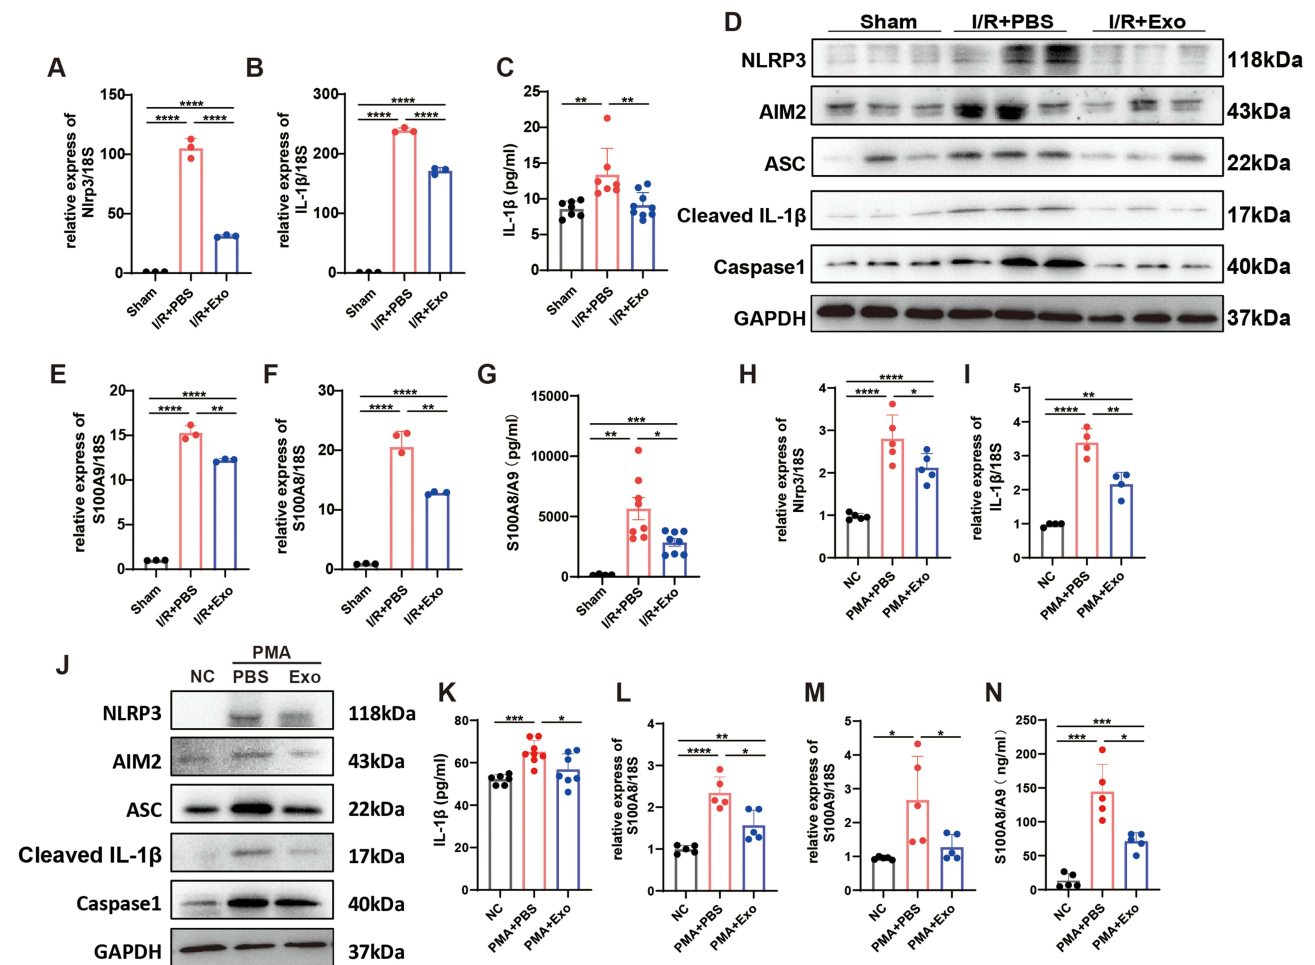 A
relative express of
Nlrp3/18S
150
100
50
0
****
**** ****
Sham
I/R+PBS
I/R+Exo
B
relative express of
IL-1β/18S
300
200
100
0
****
**** ****
Sham
I/R+PBS
I/R+Exo
C
IL-1β (pg/ml)
25
20
15
10
5
0
** **
Sham
I/R+PBS
I/R+Exo
D
Sham I/R+PBS I/R+Exo
NLRP3 118kDa
AIM2 43kDa
ASC 22kDa
Cleaved IL-1β 17kDa
Caspase1 40kDa
GAPDH 37kDa
E
relative express of
S100A9/18S
20
15
10
5
0
****
**** **
Sham
I/R+PBS
I/R+Exo
F
relative express of
S100A8/18S
30
20
10
0
****
**** **
Sham
I/R+PBS
I/R+Exo
G
S100A8/A9（pg/ml）
15000
10000
5000
0
***
** *
Sham
I/R+PBS
I/R+Exo
H
relative express of
Nlrp3/18S
4
3
2
1
0
****
**** *
NC
PMA+PBS
PMA+Exo
I
relative express of
IL-1β/18S
5
4
3
2
1
0
**
**** **
NC
PMA+PBS
PMA+Exo
J
PMA
NC PBS Exo
NLRP3 118kDa
AIM2 43kDa
ASC 22kDa
Cleaved IL-1β 17kDa
Caspase1 40kDa
GAPDH 37kDa
K
IL-1β (pg/ml)
80
60
40
20
0
*** *
NC
PMA+PBS
PMA+Exo
L
relative express of
S100A8/18S
4
3
2
1
0
**
**** *
NC
PMA+PBS
PMA+Exo
M
relative express of
S100A9/18S
5
4
3
2
1
0
* *
NC
PMA+PBS
PMA+Exo
N
S100A8/A9（ ng/ml）
250
200
150
100
50
0
***
*** *
NC
PMA+PBS
PMA+Exo